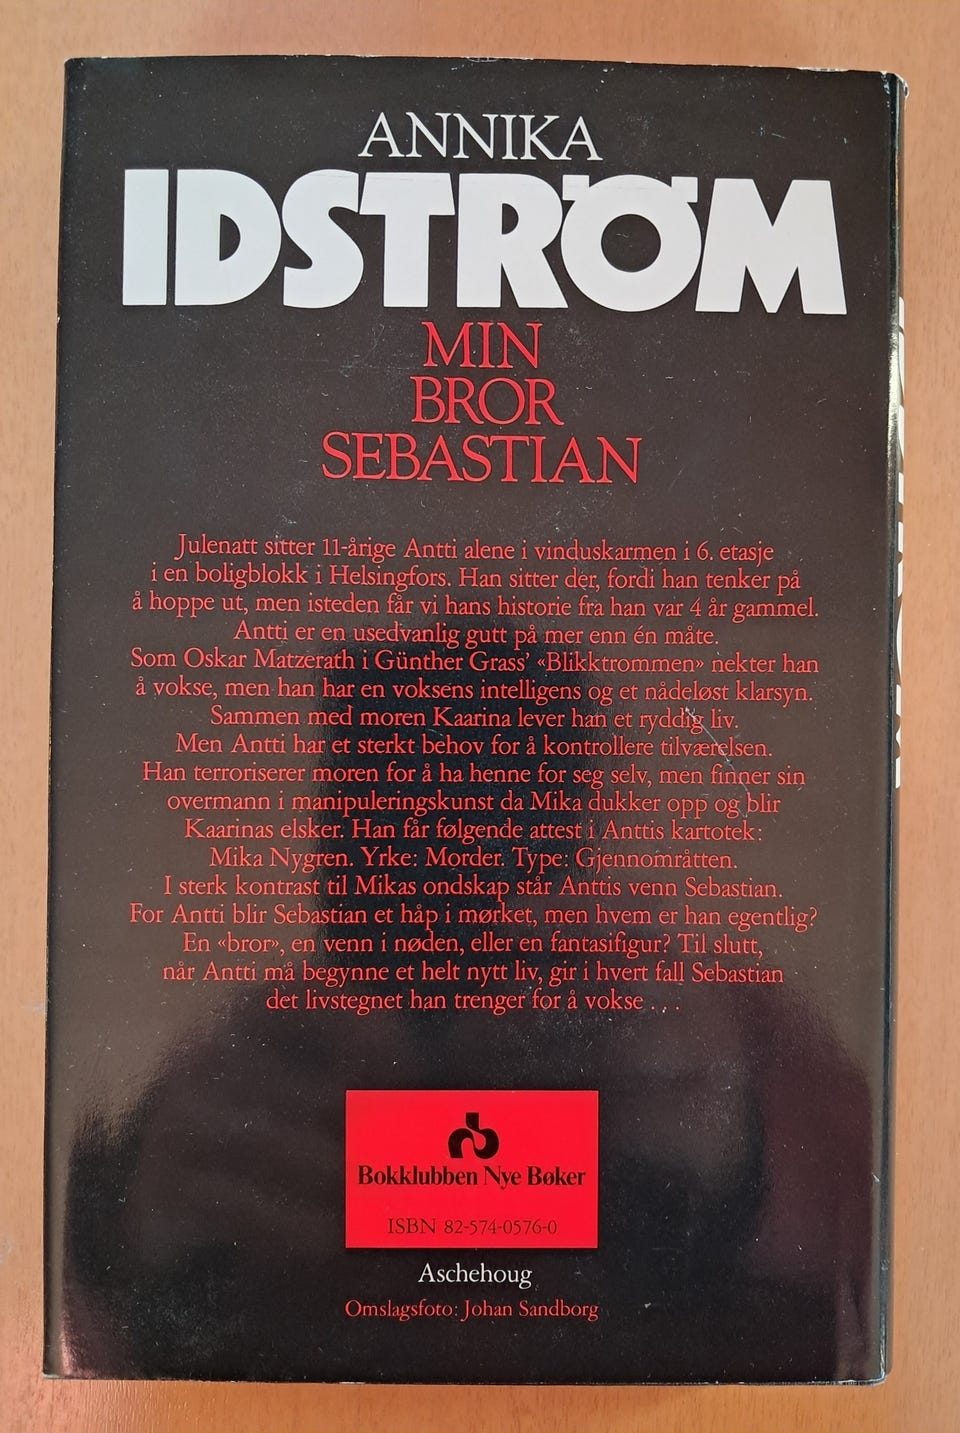 ANNIKA
IDSTRÖM
MIN
BROR
SEBASTIAN
Julenatt sitter 11-årige Antti alene i vinduskarmen i 6. etasje
i en boligblokk i Helsingfors. Han sitter der, fordi han tenker på
å hoppe ut, men isteden får vi hans historie fra han var 4 år gammel.
Antti er en usedvanlig gutt på mer enn én måte.
Som Oskar Matzerath i Günther Grass’ «Blikktrommen» nekter han
å vokse, men han har en voksens intelligens og et nådeløst klarsyn.
Sammen med moren Kaarina lever han et ryddig liv.
Men Antti har et sterkt behov for å kontrollere tilværelsen.
Han terroriserer moren for å ha henne for seg selv, men finner sin
overmann i manipuleringskunst da Mika dukker opp og blir
Kaarinas elsker. Han får følgende attest i Anttis kartotek:
Mika Nygren. Yrke: Morder. Type: Gjennområtten.
I sterk kontrast til Mikas ondskap står Anttis venn Sebastian.
For Antti blir Sebastian et håp i mørket, men hvem er han egentlig?
En «bror», en venn i nøden, eller en fantasifigur? Til slutt,
når Antti må begynne et helt nytt liv, gir i hvert fall Sebastian
det livstegnet han trenger for å vokse . . .
Bokklubben Nye Bøker
ISBN 82-574-0576-0
Aschehoug
Omslagsfoto: Johan Sandborg